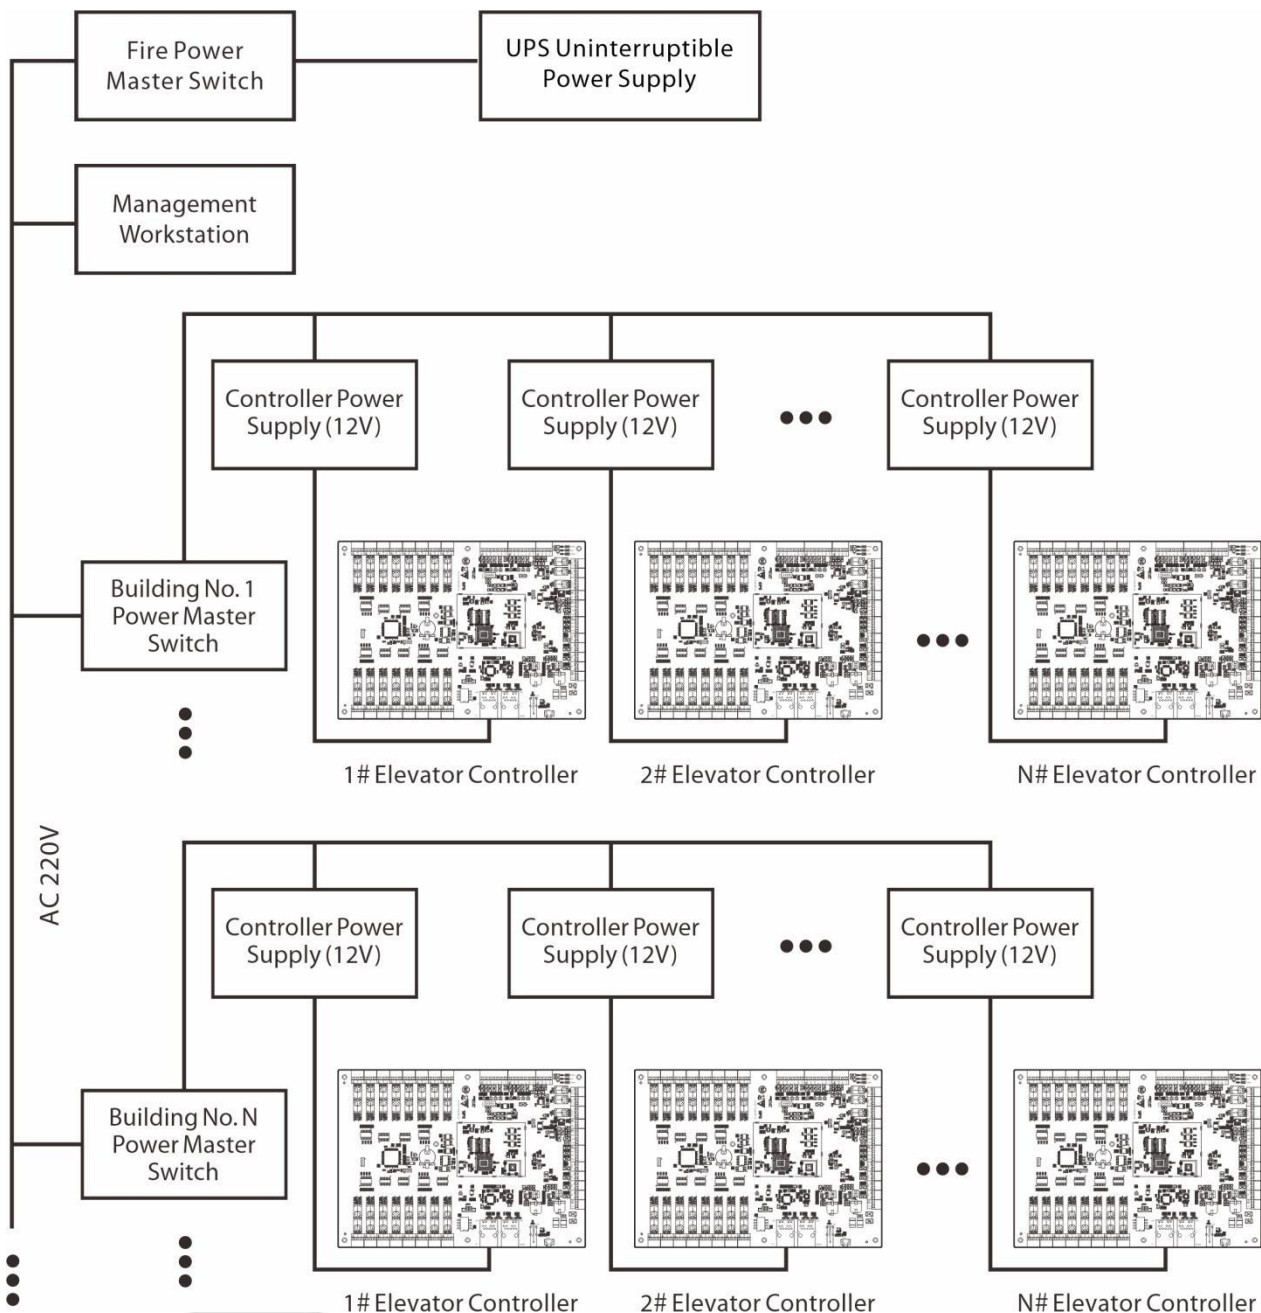 Fire Power
Master Switch
UPS Uninterruptible
Power Supply
Management
Workstation
Controller Power
Supply (12V)
Controller Power
Supply (12V)
Controller Power
Supply (12V)
Building No. 1
Power Master
Switch
1# Elevator Controller
2# Elevator Controller
N# Elevator Controller
AC 220V
Controller Power
Supply (12V)
Controller Power
Supply (12V)
Controller Power
Supply (12V)
Building No. N
Power Master
Switch
1# Elevator Controller
2# Elevator Controller
N# Elevator Controller